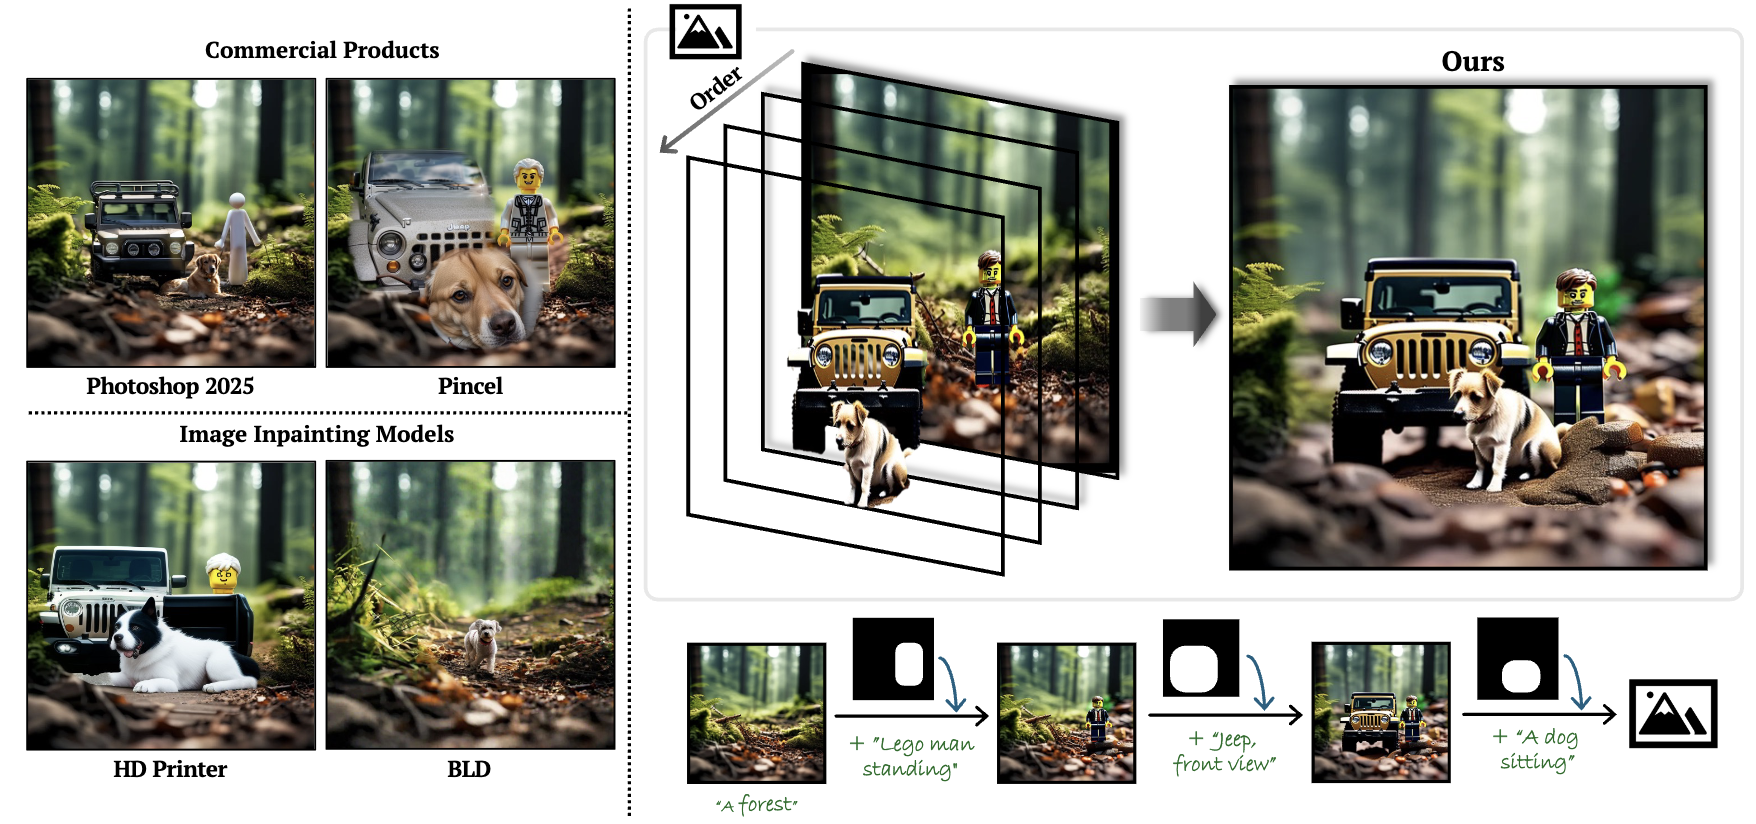 Commercial Products
Photoshop 2025
Pincel
Image Inpainting Models
HD Printer
BLD
Order
Ours
"A forest"
+ "Lego man
standing"
+ "Jeep,
front view"
+ "A dog
sitting"